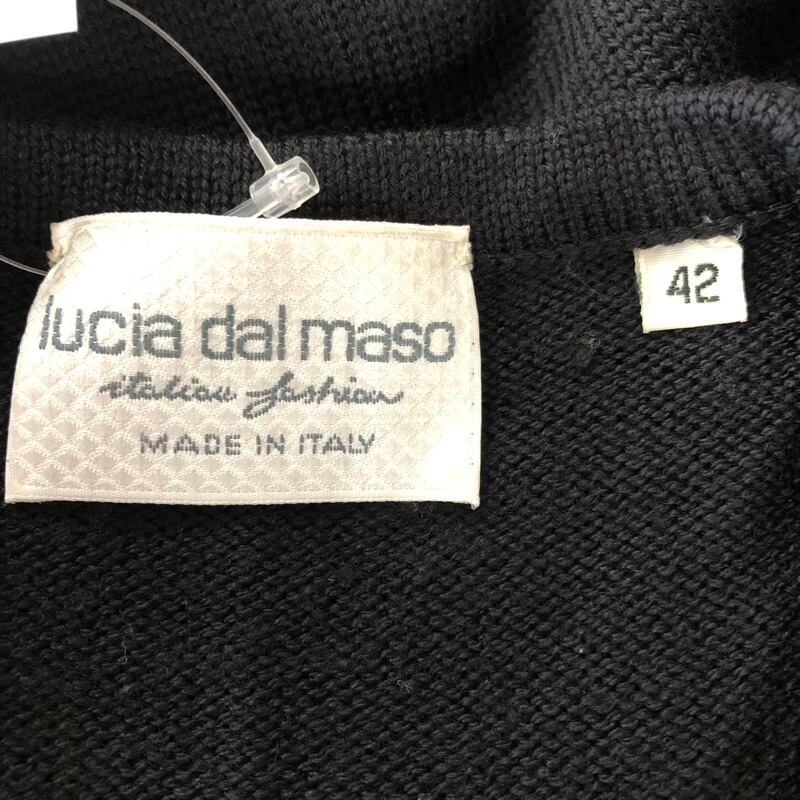 lucia dal maso
italian fashion
MADE IN ITALY
42